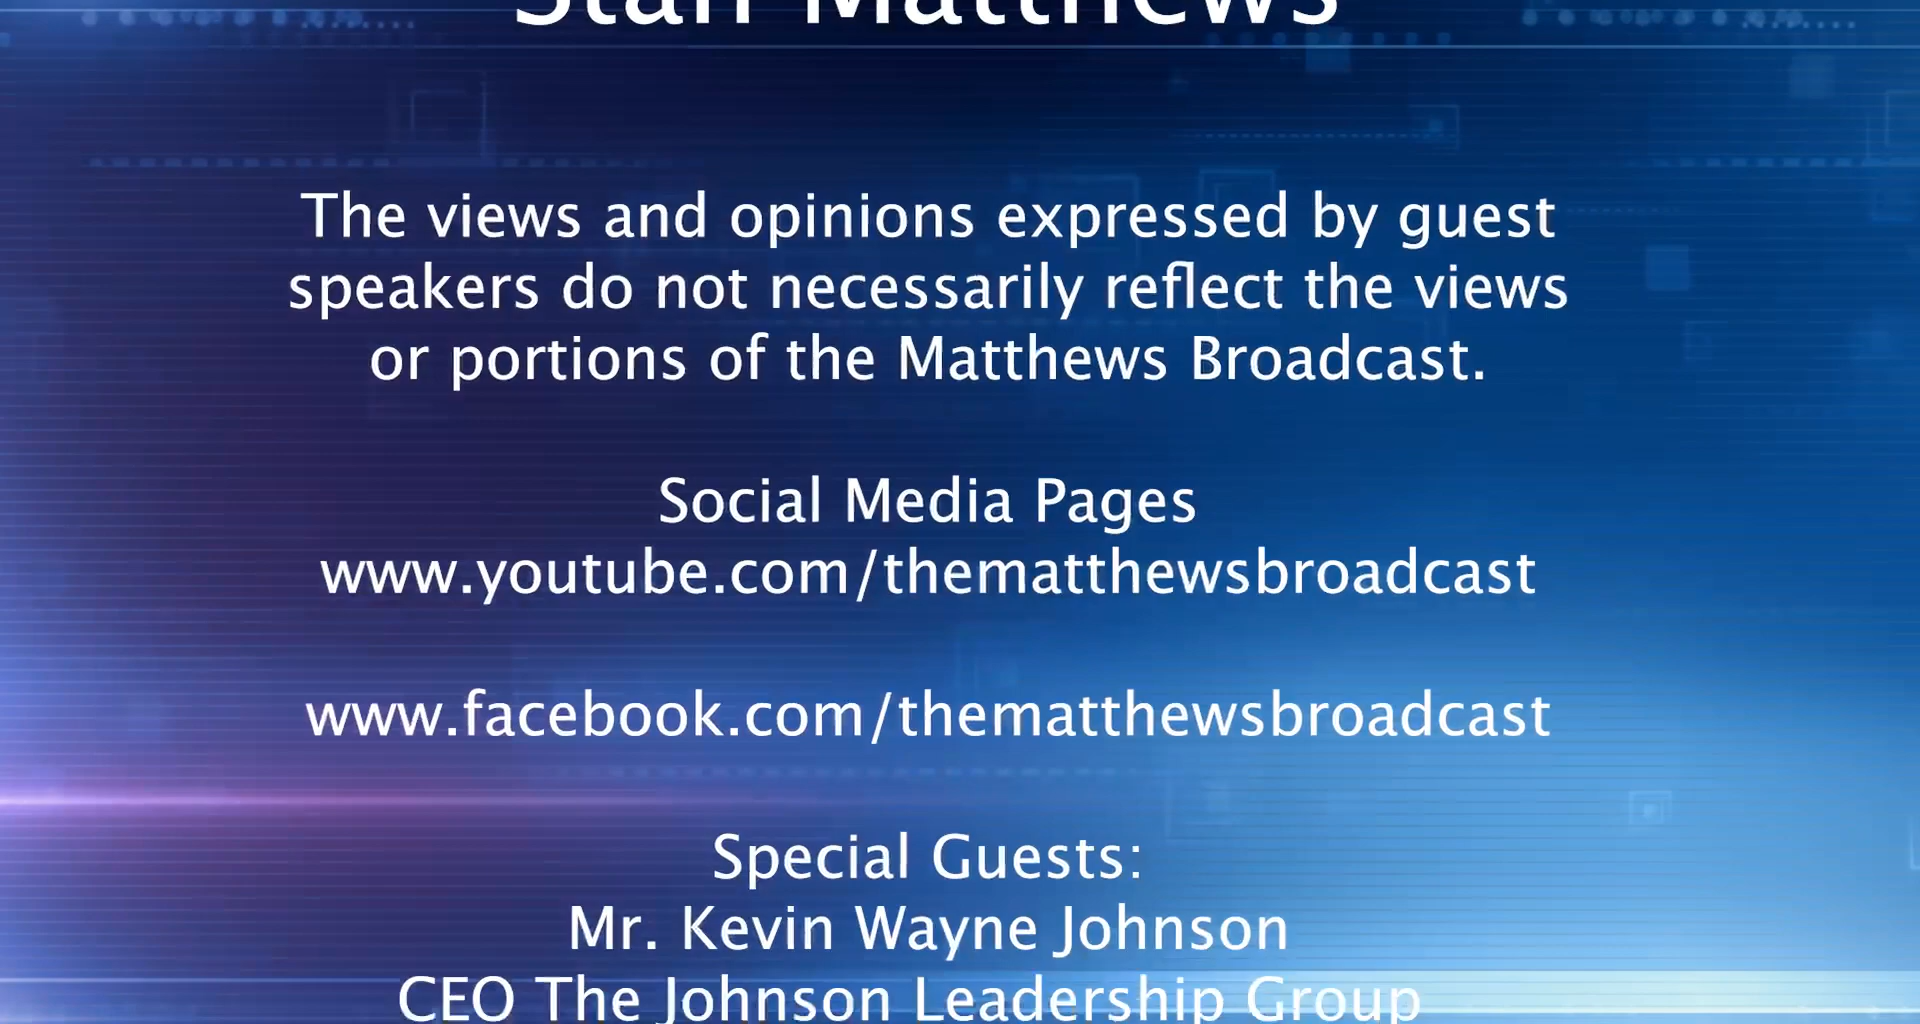 Stan Matthews
The views and opinions expressed by guest
speakers do not necessarily reflect the views
or portions of the Matthews Broadcast.
Social Media Pages
www.youtube.com/thematthewsbroadcast
www.facebook.com/thematthewsbroadcast
Special Guests:
Mr. Kevin Wayne Johnson
CEO The Johnson Leadership Group